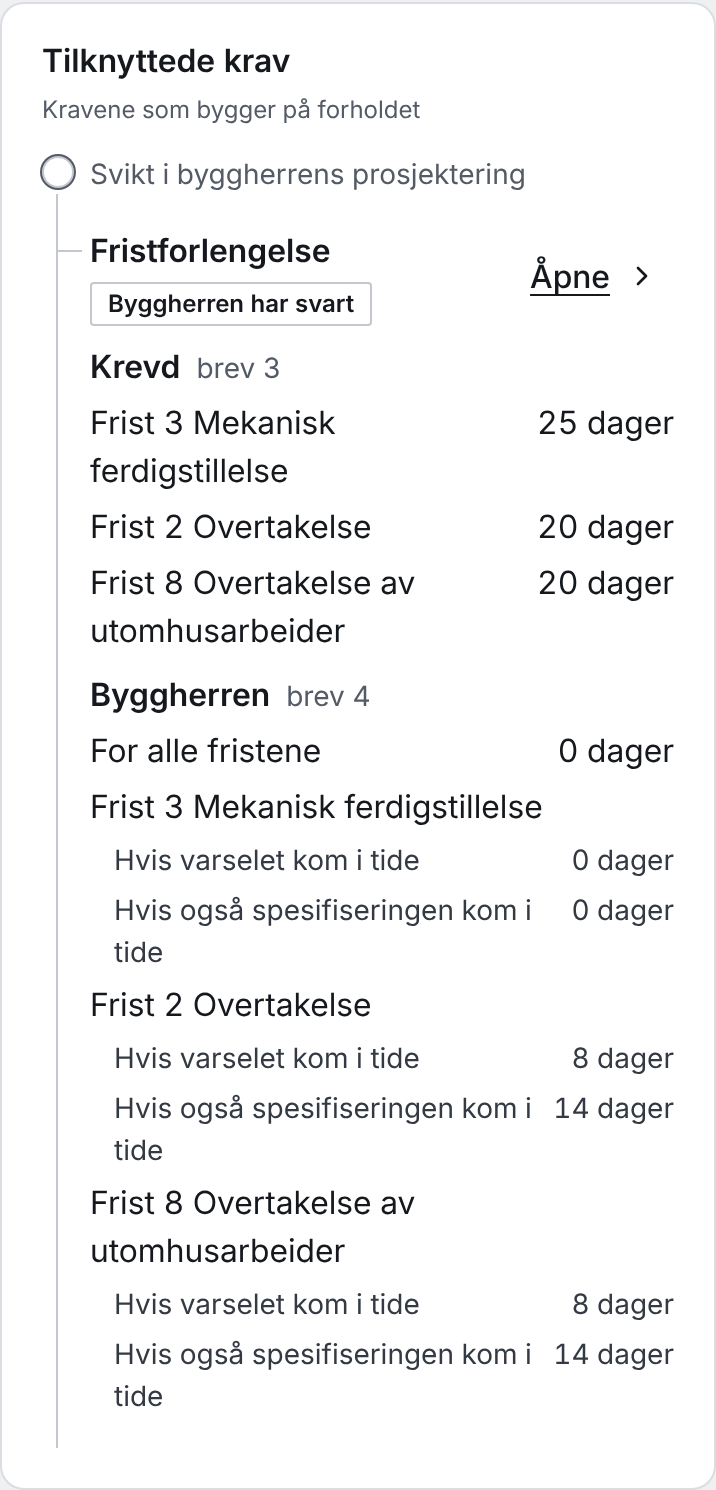 Tilknyttede krav
Kravene som bygger på forholdet
Svikt i byggherrens prosjektering
Fristforlengelse
Åpne
Byggherren har svart
Krevd brev 3
Frist 3 Mekanisk 25 dager
ferdigstillelse
Frist 2 Overtakelse 20 dager
Frist 8 Overtakelse av 20 dager
utomhusarbeider
Byggherren brev 4
For alle fristene 0 dager
Frist 3 Mekanisk ferdigstillelse
Hvis varselet kom i tide 0 dager
Hvis også spesifiseringen kom i 0 dager
tide
Frist 2 Overtakelse
Hvis varselet kom i tide 8 dager
Hvis også spesifiseringen kom i 14 dager
tide
Frist 8 Overtakelse av
utomhusarbeider
Hvis varselet kom i tide 8 dager
Hvis også spesifiseringen kom i 14 dager
tide